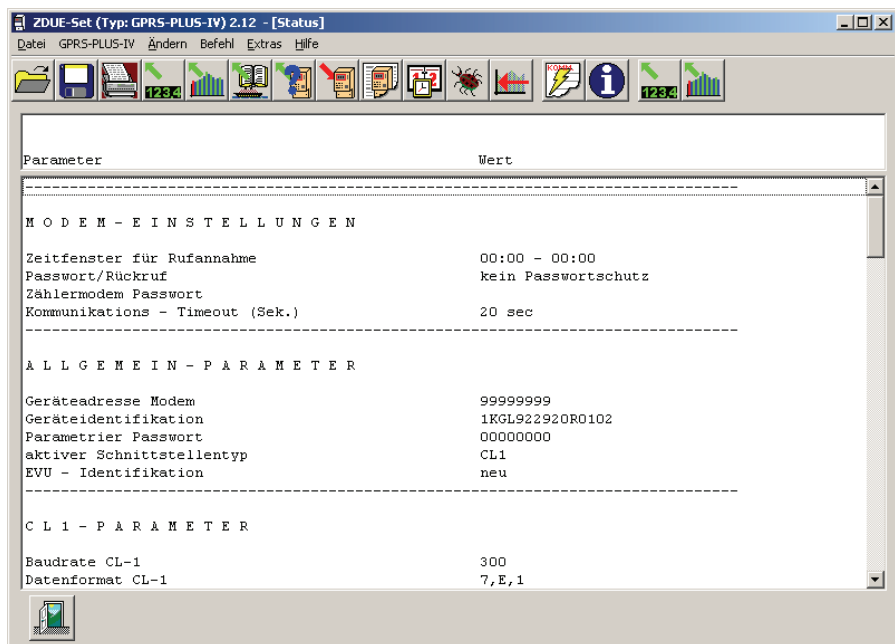 ZDUE-Set (Typ: GPRS-PLUS-IV) 2.12 - [Status]
Datei GPRS-PLUS-IV Ändern Befehl Extras Hilfe
1234
KOMM
1234
Parameter Wert
--------------------------------------------------------------------------------
M O D E M - E I N S T E L L U N G E N
Zeitfenster für Rufannahme 00:00 - 00:00
Passwort/Rückruf kein Passwortschutz
Zählermodem Passwort
Kommunikations - Timeout (Sek.) 20 sec
--------------------------------------------------------------------------------
A L L G E M E I N - P A R A M E T E R
Geräteadresse Modem 99999999
Geräteidentifikation 1KGL922920R0102
Parametrier Passwort 00000000
aktiver Schnittstellentyp CL1
EVU - Identifikation neu
--------------------------------------------------------------------------------
C L 1 - P A R A M E T E R
Baudrate CL-1 300
Datenformat CL-1 7,E,1